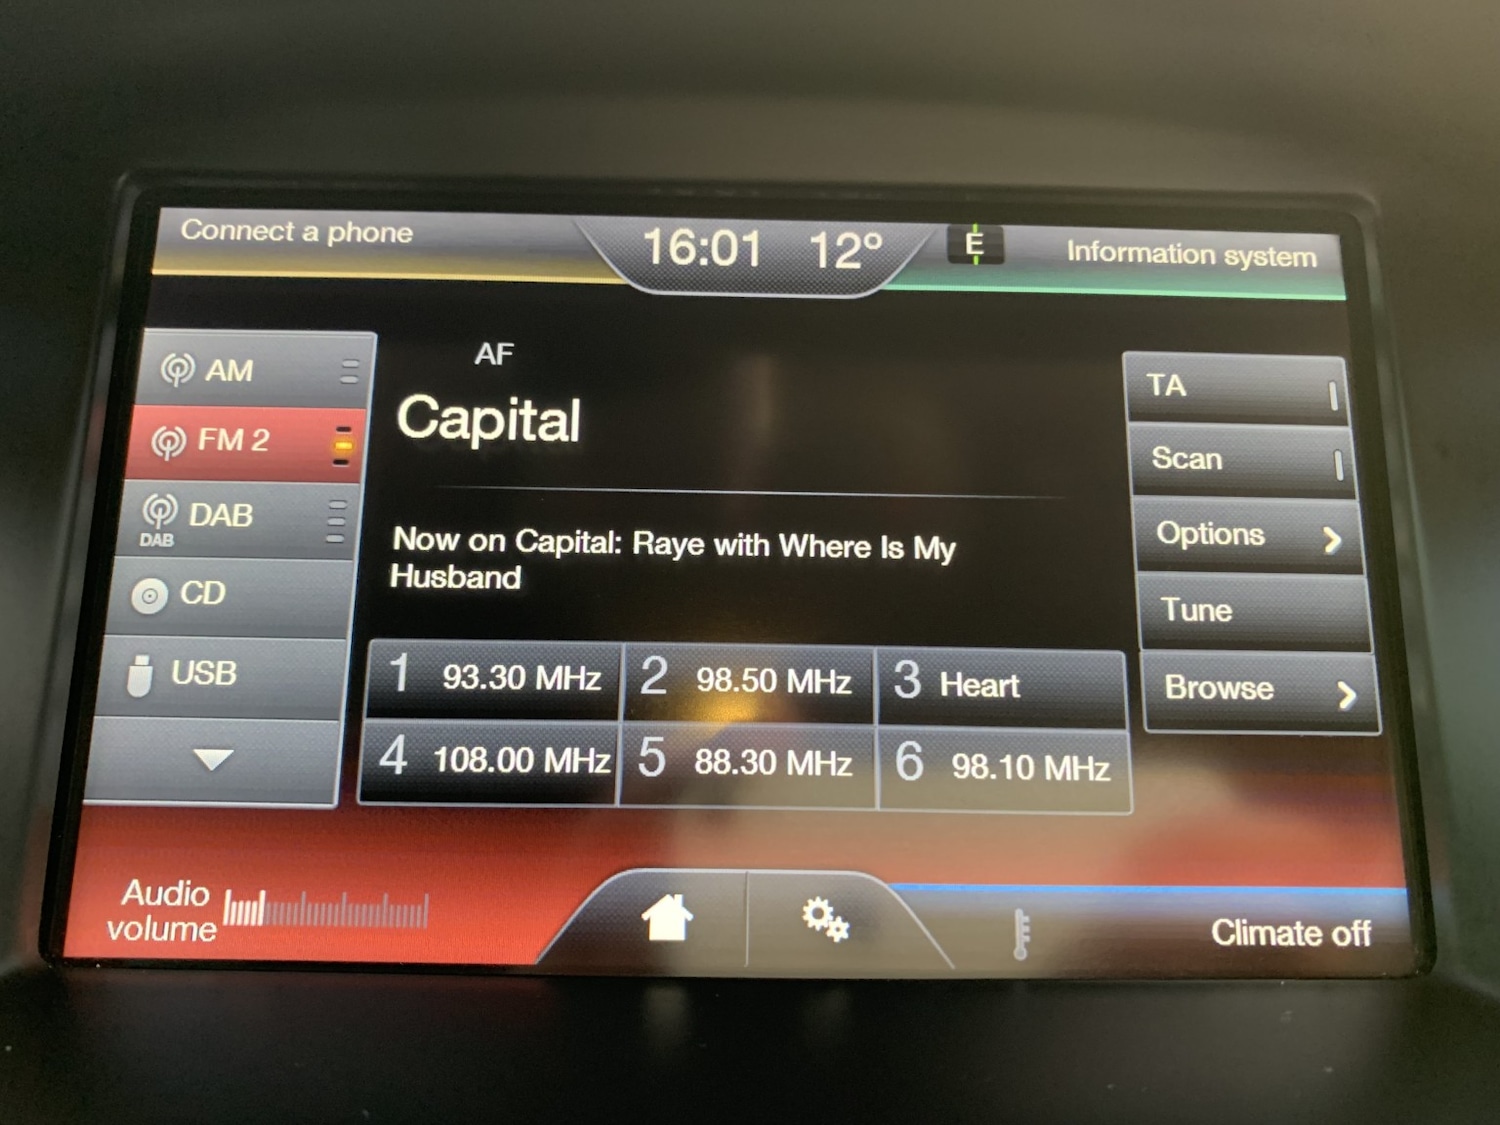 Connect a phone
16:01 12°
E
Information system
AM
FM 2
DAB
DAB
CD
USB
AF
Capital
Now on Capital: Raye with Where Is My
Husband
1 93.30 MHz
2 98.50 MHz
3 Heart
4 108.00 MHz
5 88.30 MHz
6 98.10 MHz
TA
Scan
Options
Tune
Browse
Audio
volume
Climate off